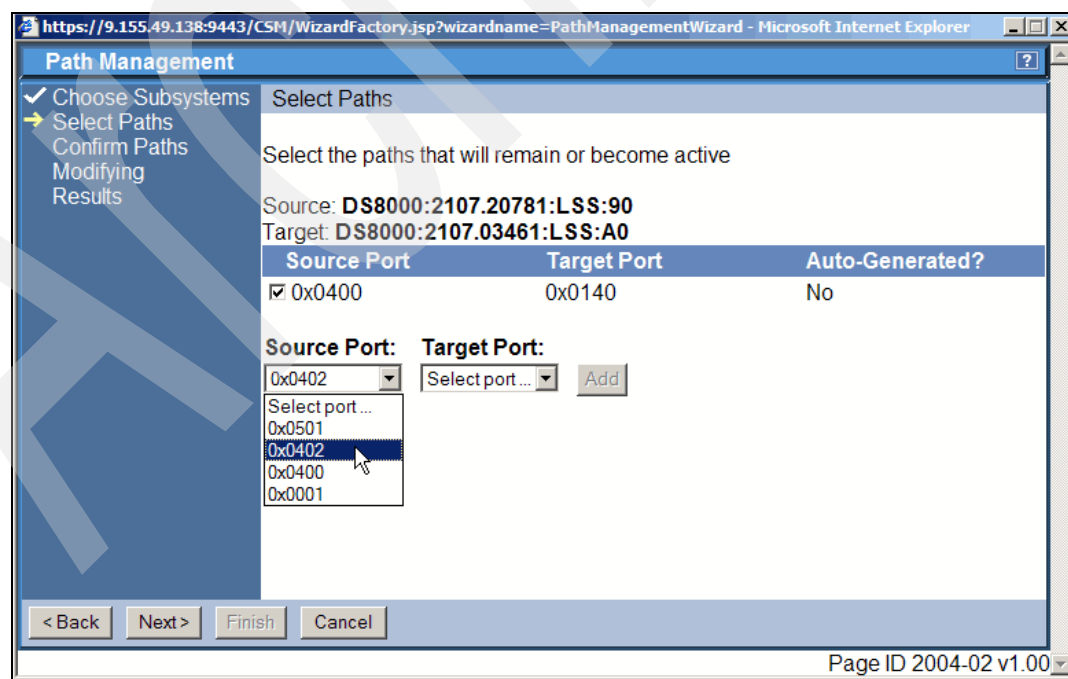 https://9.155.49.138:9443/CSM/WizardFactory.jsp?wizardname=PathManagementWizard - Microsoft Internet Explorer
Path Management ?
Choose Subsystems
Select Paths
Confirm Paths
Modifying
Results
Select Paths
Select the paths that will remain or become active
Source: DS8000:2107.20781:LSS:90
Target: DS8000:2107.03461:LSS:A0
Source Port Target Port Auto-Generated?
0x0400 0x0140 No
Source Port: Target Port:
0x0402 Select port ... Add
Select port ...
0x0501
0x0402
0x0400
0x0001
< Back Next > Finish Cancel
Page ID 2004-02 v1.00